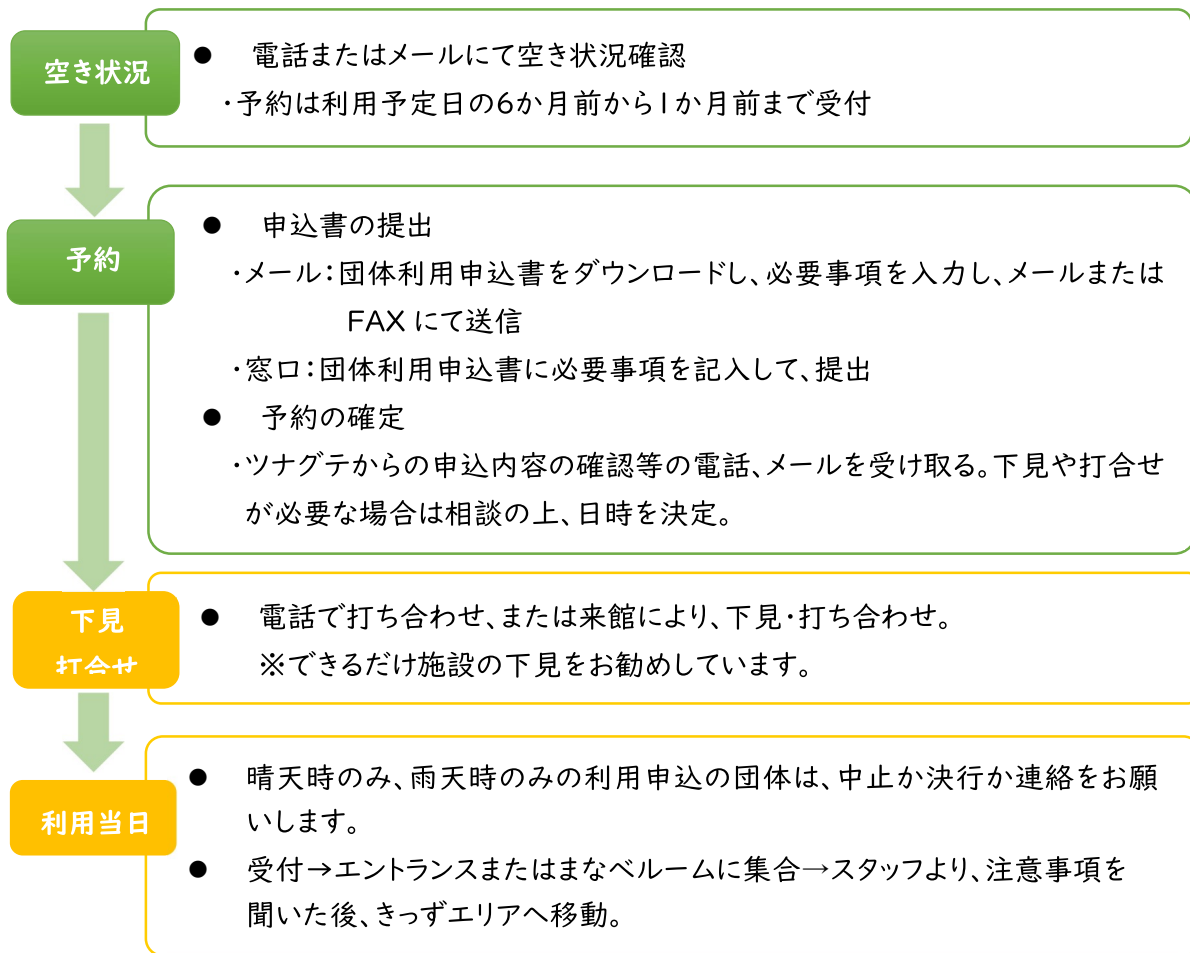 空き状況
● 電話またはメールにて空き状況確認
・予約は利用予定日の6か月前から1か月前まで受付
予約
● 申込書の提出
・メール：団体利用申込書をダウンロードし、必要事項を入力し、メールまたは
FAX にて送信
・窓口：団体利用申込書に必要事項を記入して、提出
● 予約の確定
・ツナグテからの申込内容の確認等の電話、メールを受け取る。下見や打合せ
が必要な場合は相談の上、日時を決定。
下見
打合せ
● 電話で打ち合わせ、または来館により、下見・打ち合わせ。
※できるだけ施設の下見をお勧めしています。
利用当日
● 晴天時のみ、雨天時のみの利用申込の団体は、中止か決行か連絡をお願
いします。
● 受付→エントランスまたはまなべルームに集合→スタッフより、注意事項を
聞いた後、きっずエリアへ移動。